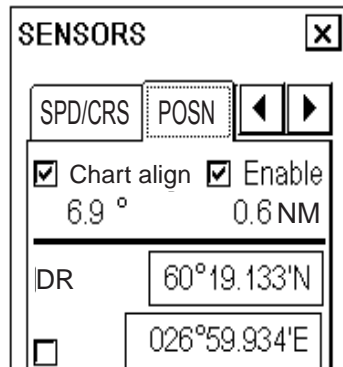 SENSORS
SPD/CRS POSN
Chart align Enable
6.9 ° 0.6 NM
DR 60°19.133'N
026°59.934'E